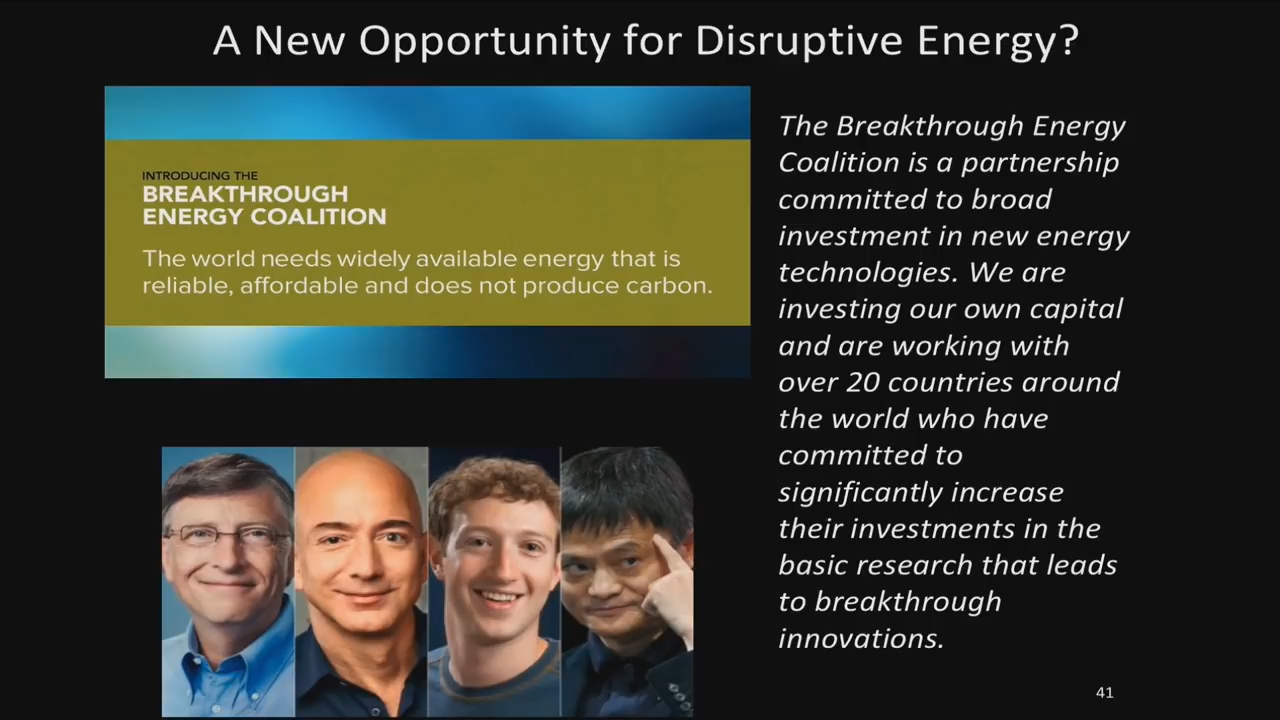 A New Opportunity for Disruptive Energy?
INTRODUCING THE
BREAKTHROUGH
ENERGY COALITION
The world needs widely available energy that is
reliable, affordable and does not produce carbon.
The Breakthrough Energy
Coalition is a partnership
committed to broad
investment in new energy
technologies. We are
investing our own capital
and are working with
over 20 countries around
the world who have
committed to
significantly increase
their investments in the
basic research that leads
to breakthrough
innovations.
41